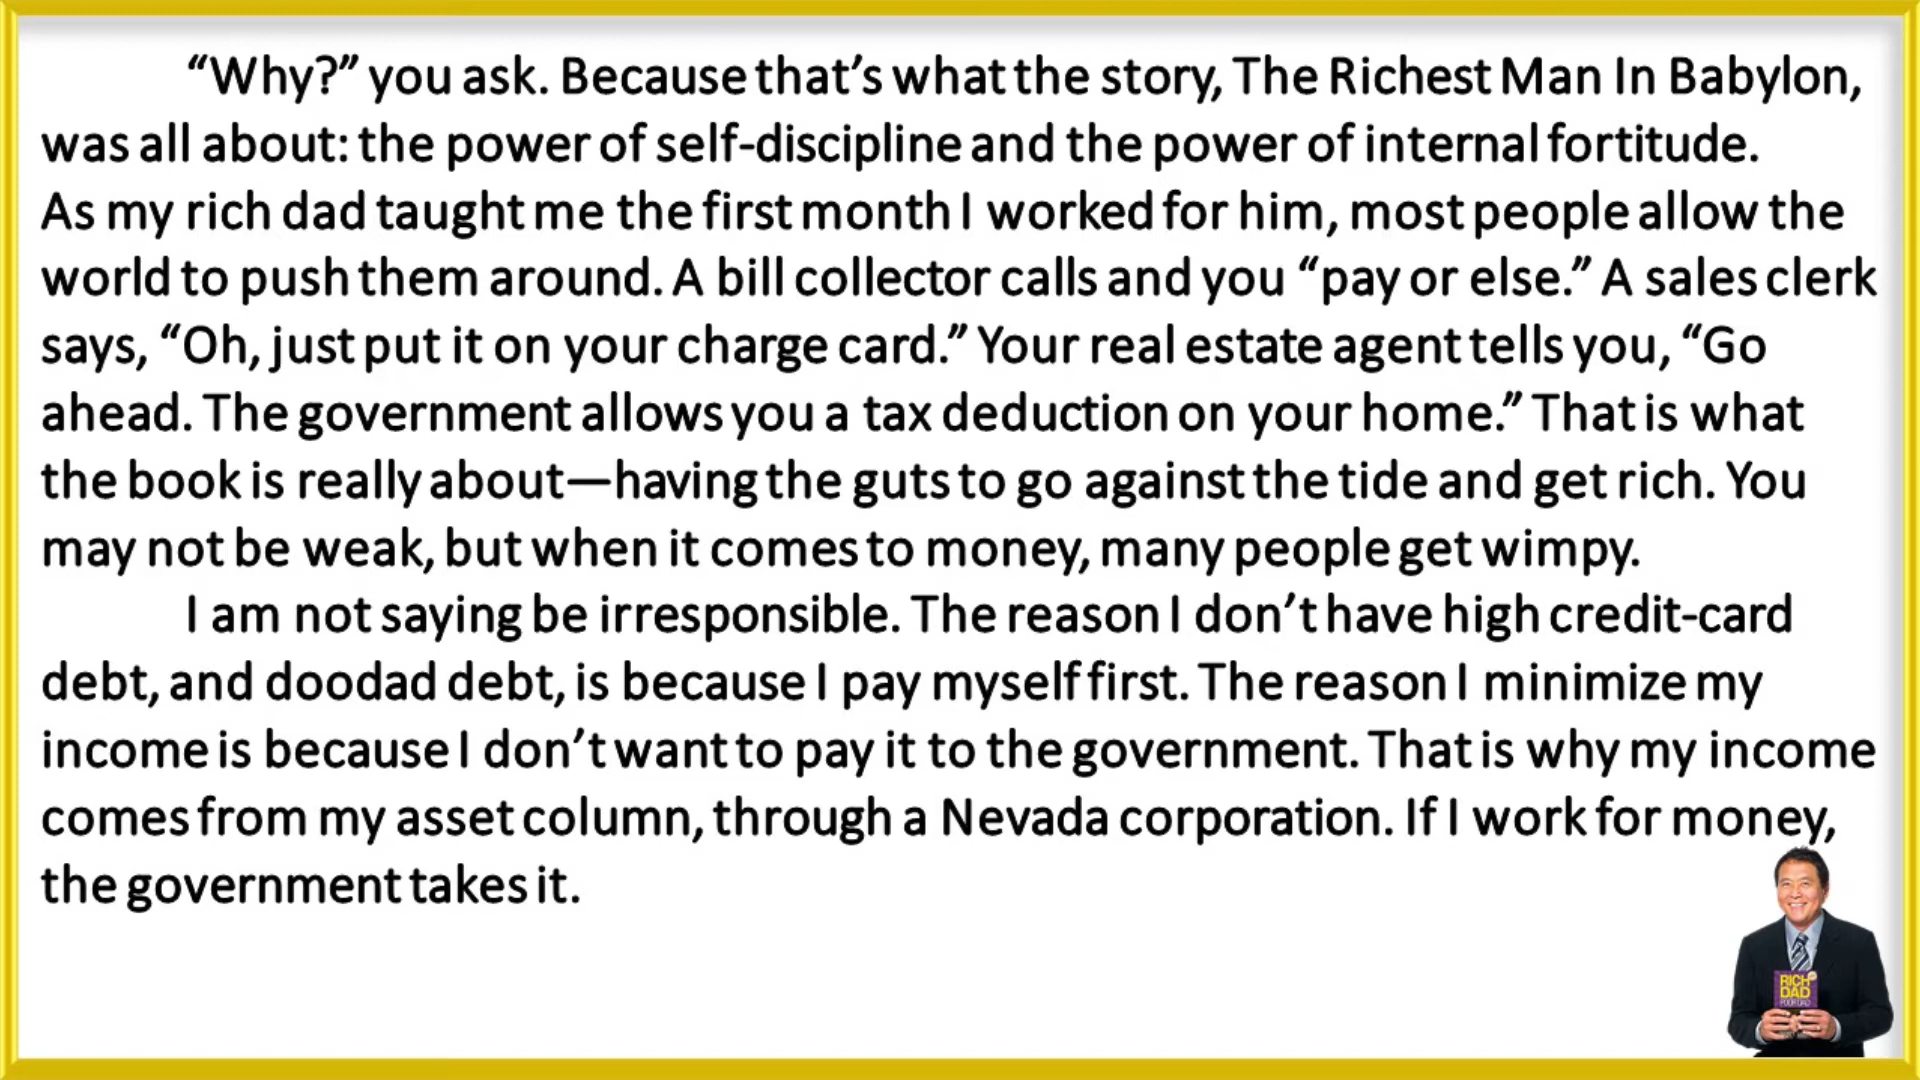 “Why?” you ask. Because that’s what the story, The Richest Man In Babylon,
was all about: the power of self-discipline and the power of internal fortitude.
As my rich dad taught me the first month I worked for him, most people allow the
world to push them around. A bill collector calls and you “pay or else.” A sales clerk
says, “Oh, just put it on your charge card.” Your real estate agent tells you, “Go
ahead. The government allows you a tax deduction on your home.” That is what
the book is really about—having the guts to go against the tide and get rich. You
may not be weak, but when it comes to money, many people get wimpy.
I am not saying be irresponsible. The reason I don’t have high credit-card
debt, and doodad debt, is because I pay myself first. The reason I minimize my
income is because I don’t want to pay it to the government. That is why my income
comes from my asset column, through a Nevada corporation. If I work for money,
the government takes it.
RICH
DAD
POOR DAD